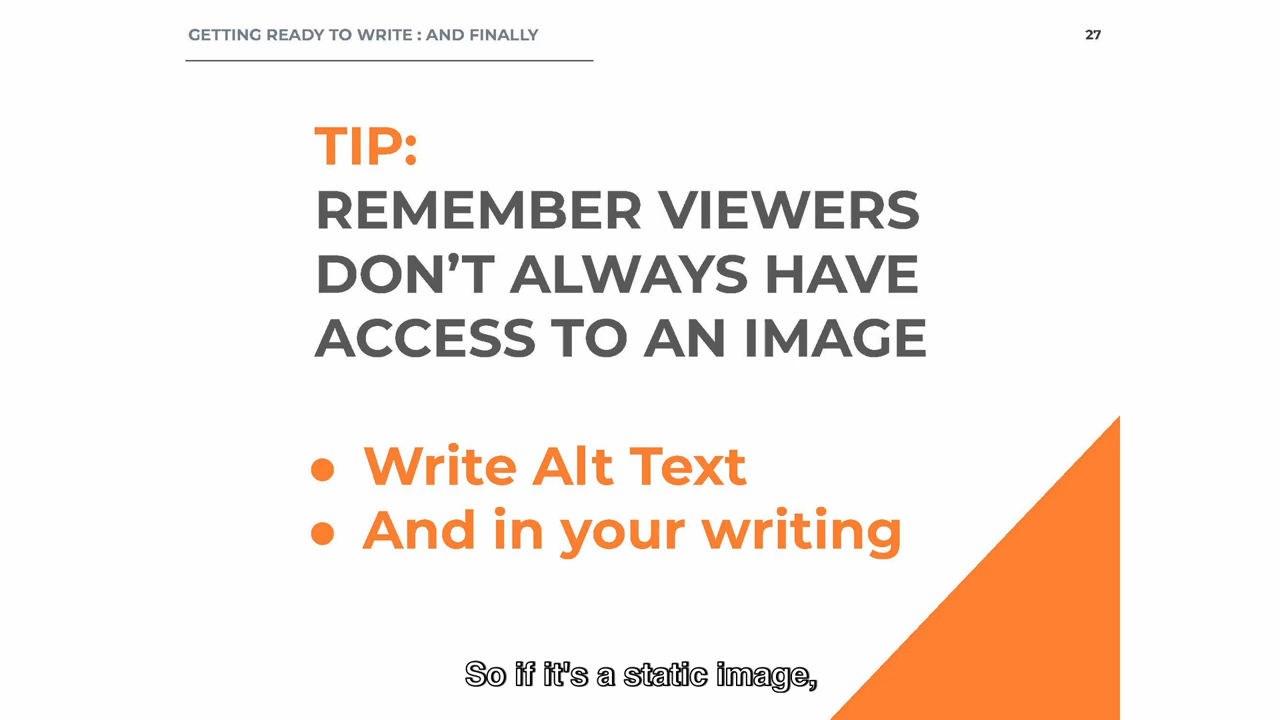 GETTING READY TO WRITE : AND FINALLY
27
TIP:
REMEMBER VIEWERS
DON’T ALWAYS HAVE
ACCESS TO AN IMAGE
● Write Alt Text
● And in your writing
So if it's a static image,